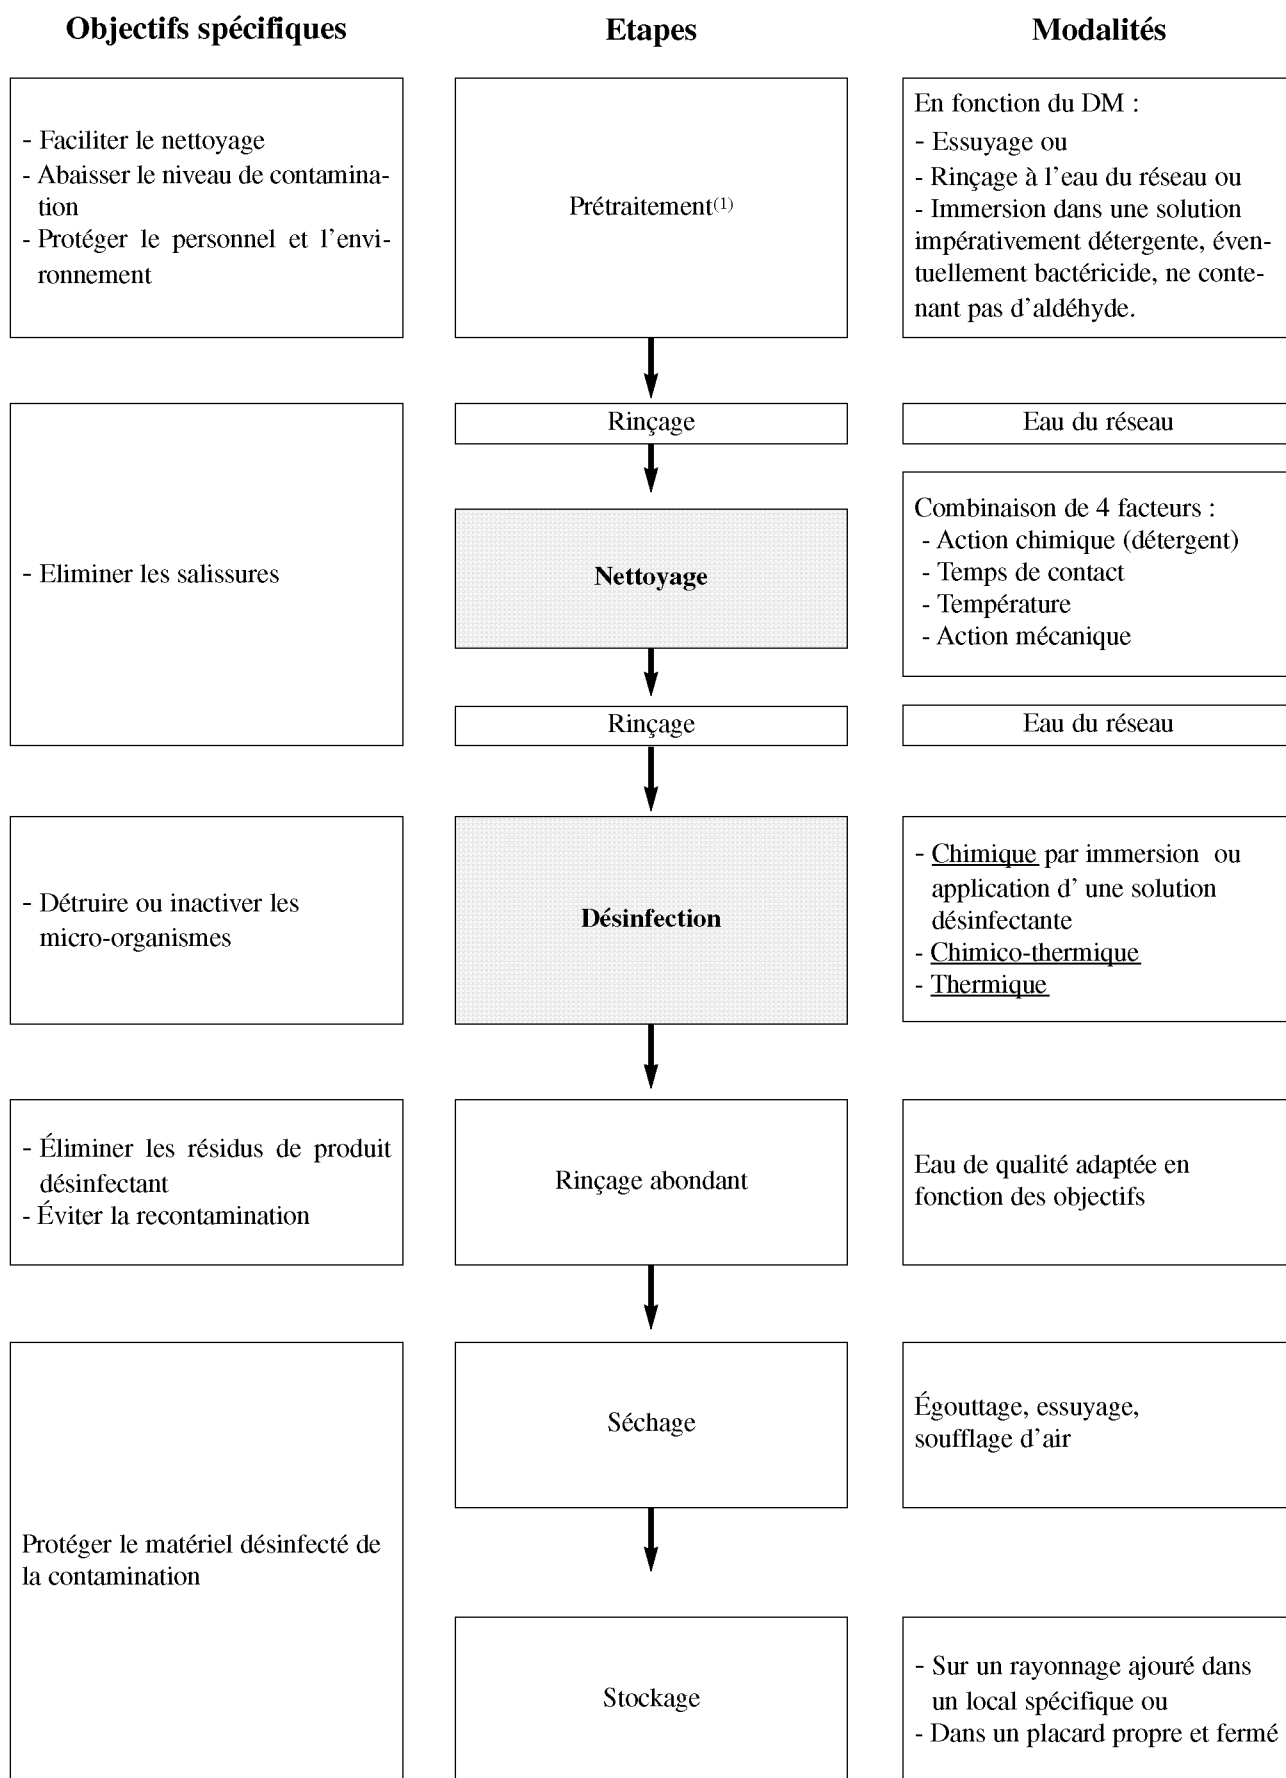 Objectifs spécifiques
Etapes
Modalités
- Faciliter le nettoyage
- Abaisser le niveau de contamina-
tion
- Protéger le personnel et l'envi-
ronnement
Prétraitement(1)
En fonction du DM :
- Essuyage ou
- Rinçage à l'eau du réseau ou
- Immersion dans une solution
impérativement détergente, éven-
tuellement bactéricide, ne conte-
nant pas d'aldéhyde.
- Eliminer les salissures
Rinçage
Eau du réseau
Nettoyage
Combinaison de 4 facteurs :
- Action chimique (détergent)
- Temps de contact
- Température
- Action mécanique
Rinçage
Eau du réseau
- Détruire ou inactiver les
micro-organismes
Désinfection
- Chimique par immersion ou
application d' une solution
désinfectante
- Chimico-thermique
- Thermique
- Éliminer les résidus de produit
désinfectant
- Éviter la recontamination
Rinçage abondant
Eau de qualité adaptée en
fonction des objectifs
Protéger le matériel désinfecté de
la contamination
Séchage
Égouttage, essuyage,
soufflage d'air
Stockage
- Sur un rayonnage ajouré dans
un local spécifique ou
- Dans un placard propre et fermé